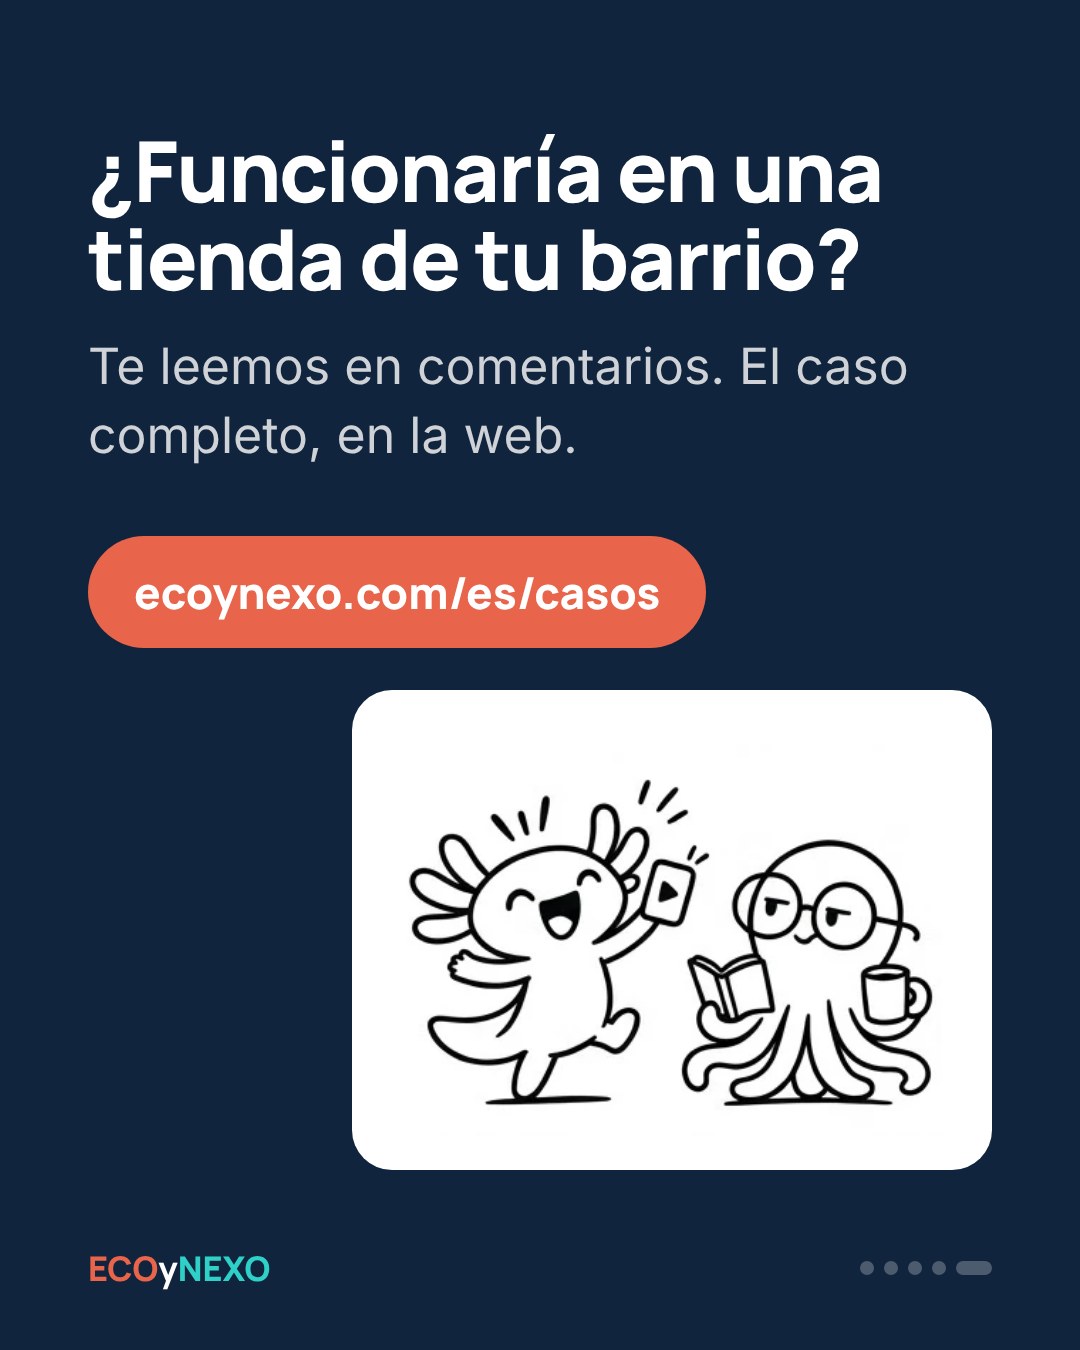 ¿Funcionaría en una
tienda de tu barrio?
Te leemos en comentarios. El caso
completo, en la web.
ecoynexo.com/es/casos
ECOyNEXO